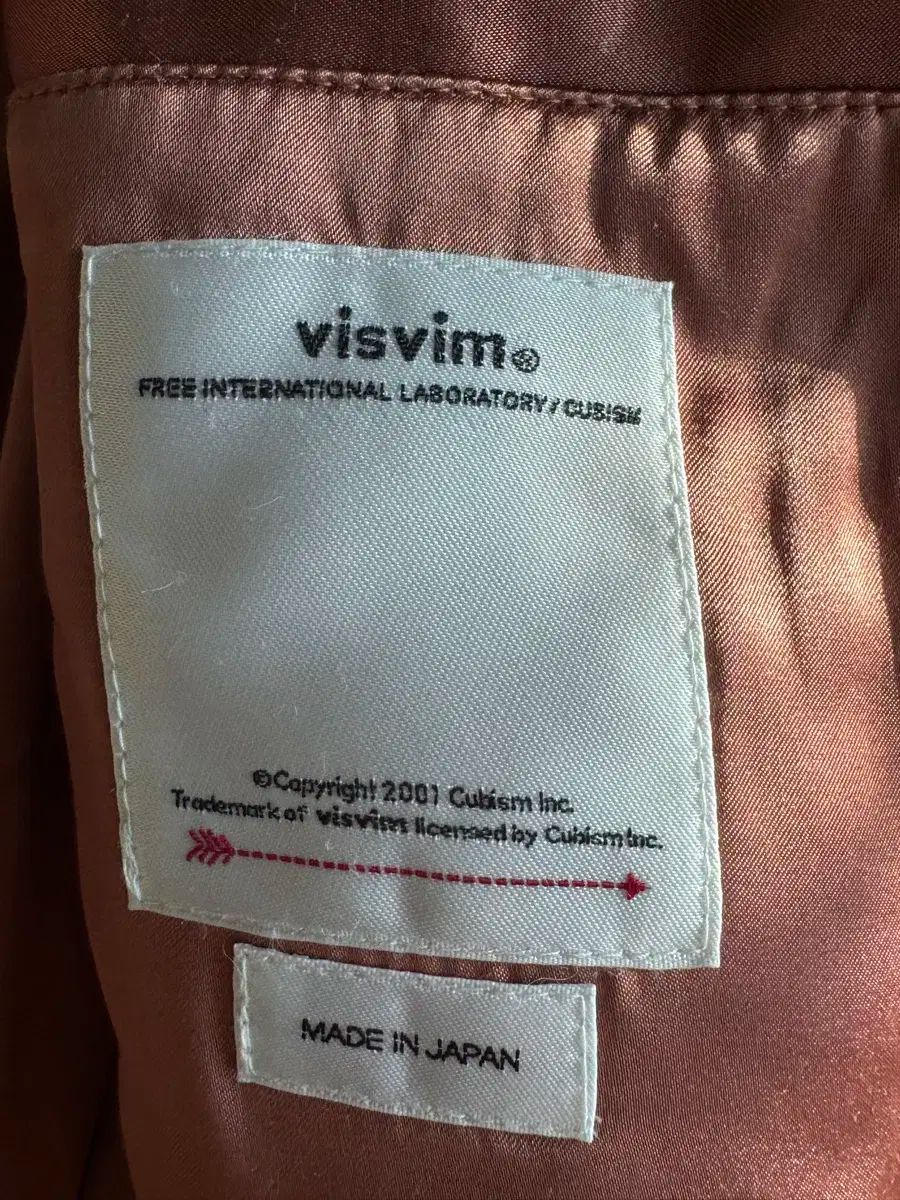 visvim®
FREE INTERNATIONAL LABORATORY / CUBISM
©Copyright 2001 Cubism Inc.
Trademark of visvim licensed by Cubism Inc.
MADE IN JAPAN